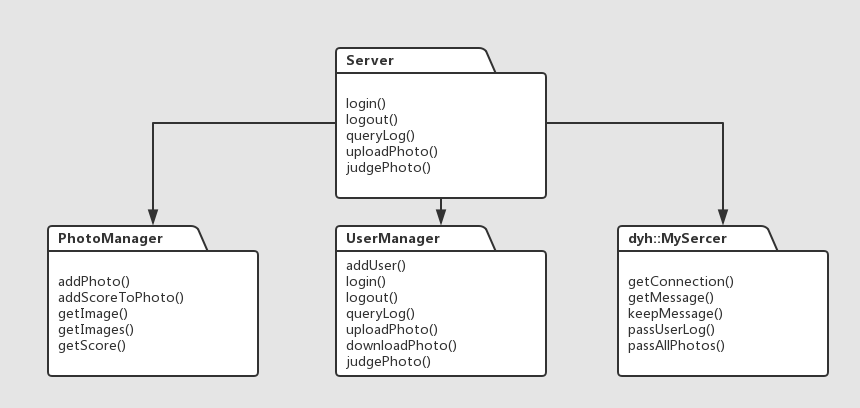 Server
login()
logout()
queryLog()
uploadPhoto()
judgePhoto()
PhotoManager
addPhoto()
addScoreToPhoto()
getImage()
getImages()
getScore()
UserManager
addUser()
login()
logout()
queryLog()
uploadPhoto()
downloadPhoto()
judgePhoto()
dyh::MySercer
getConnection()
getMessage()
keepMessage()
passUserLog()
passAllPhotos()